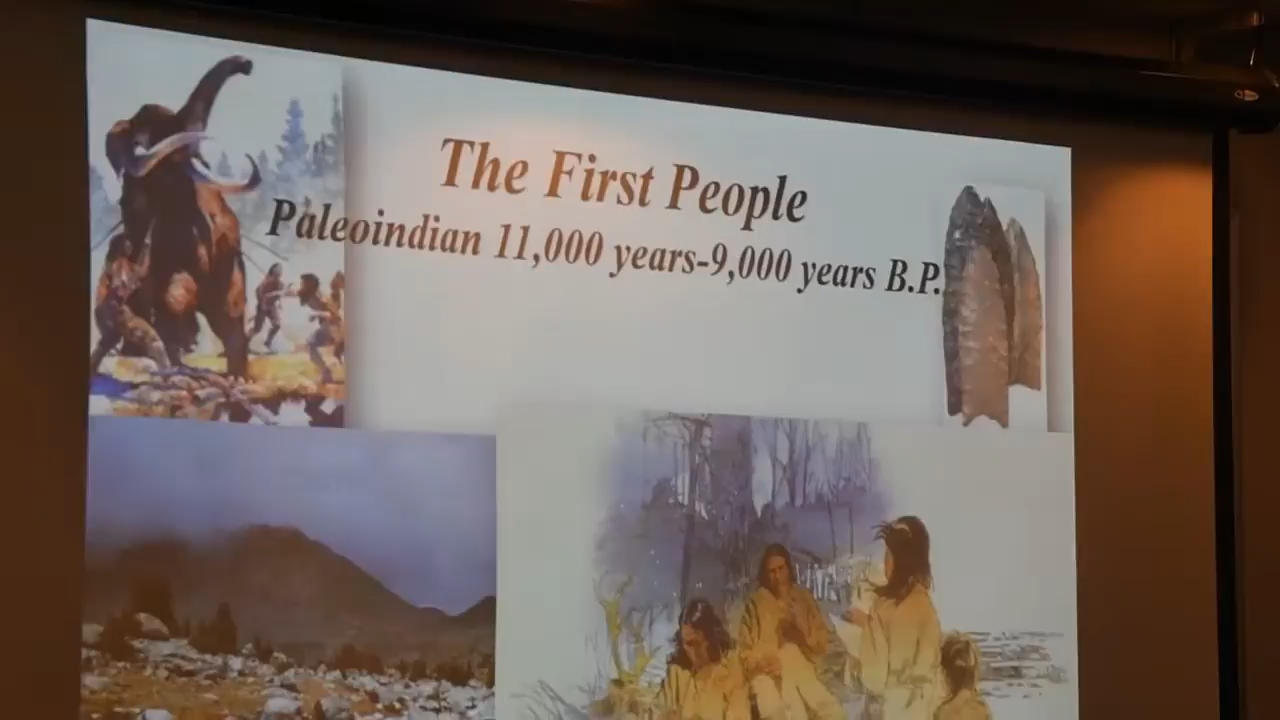 The First People
Paleoindian 11,000 years-9,000 years B.P.